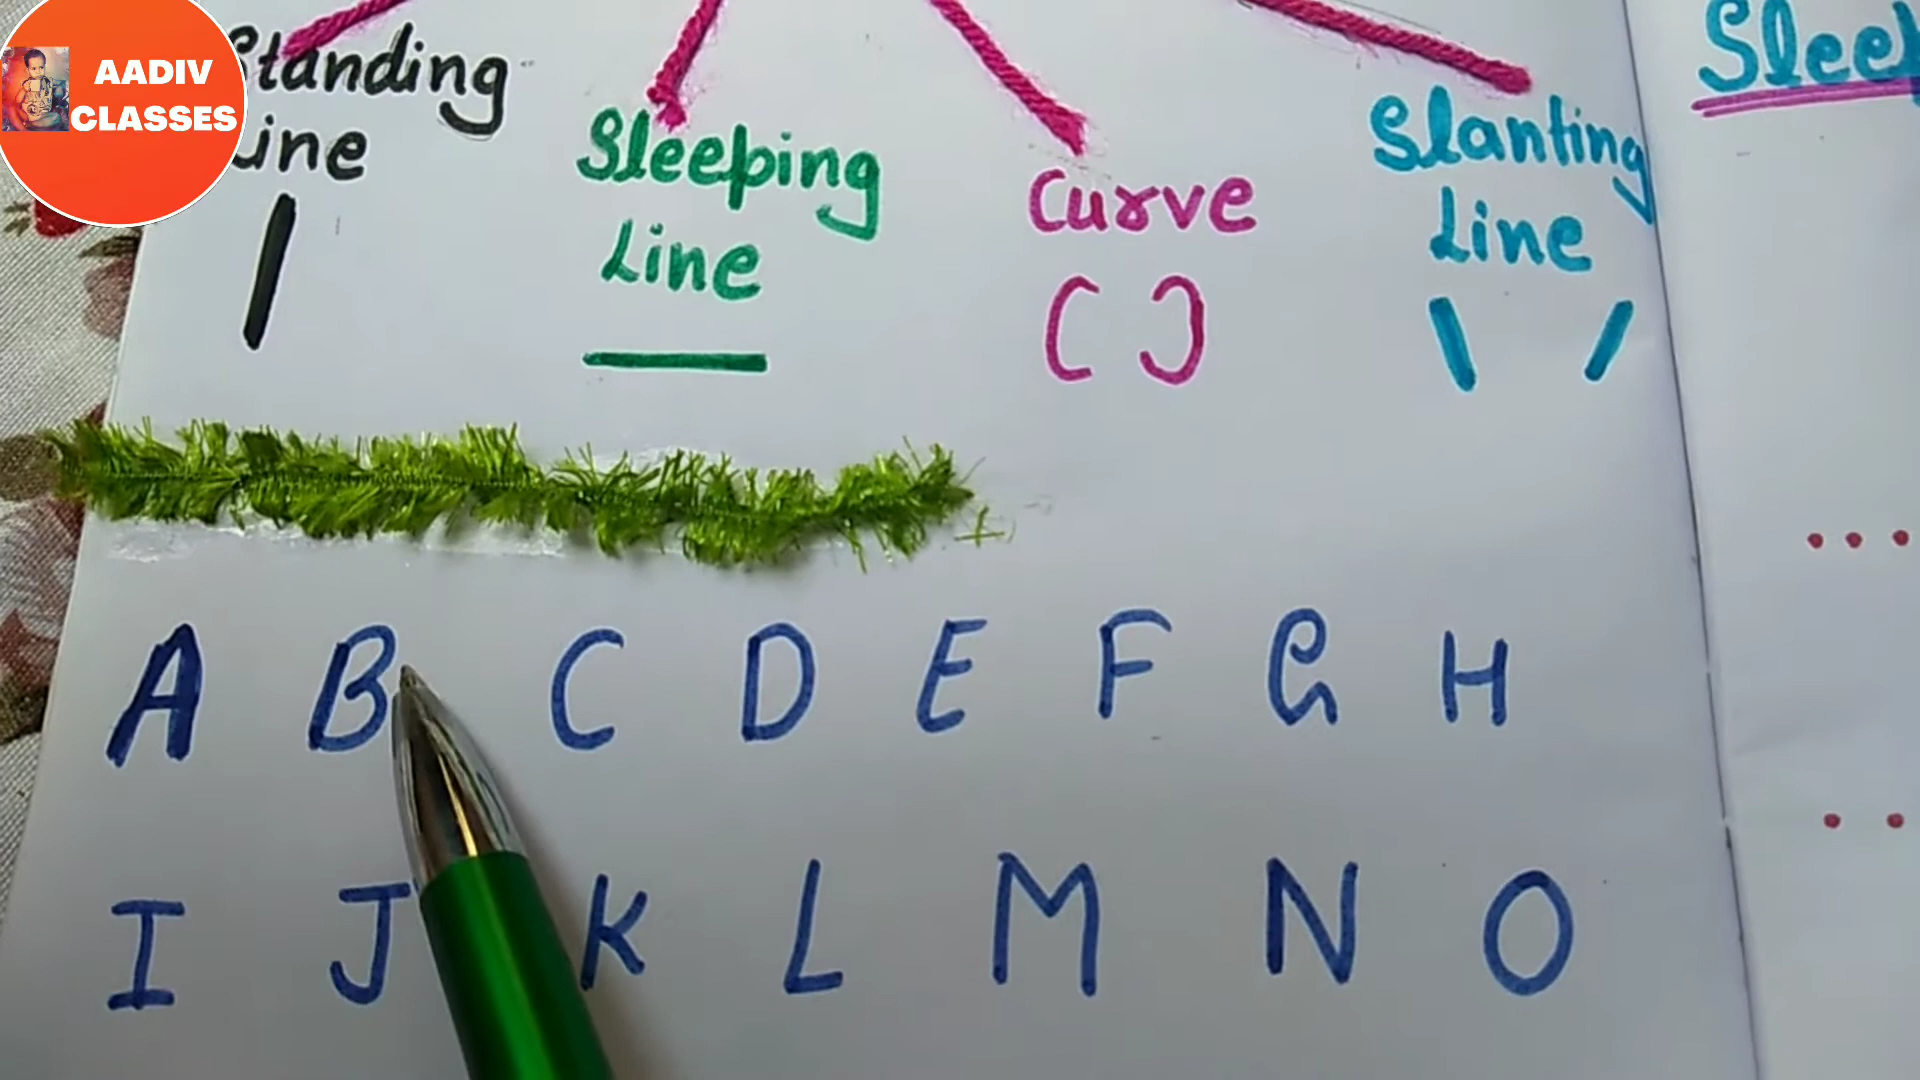 AADIV
CLASSES
Standing
Line
Sleeping
Line
Curve
Slanting
Line
A B C D E F G H
I J K L M N O